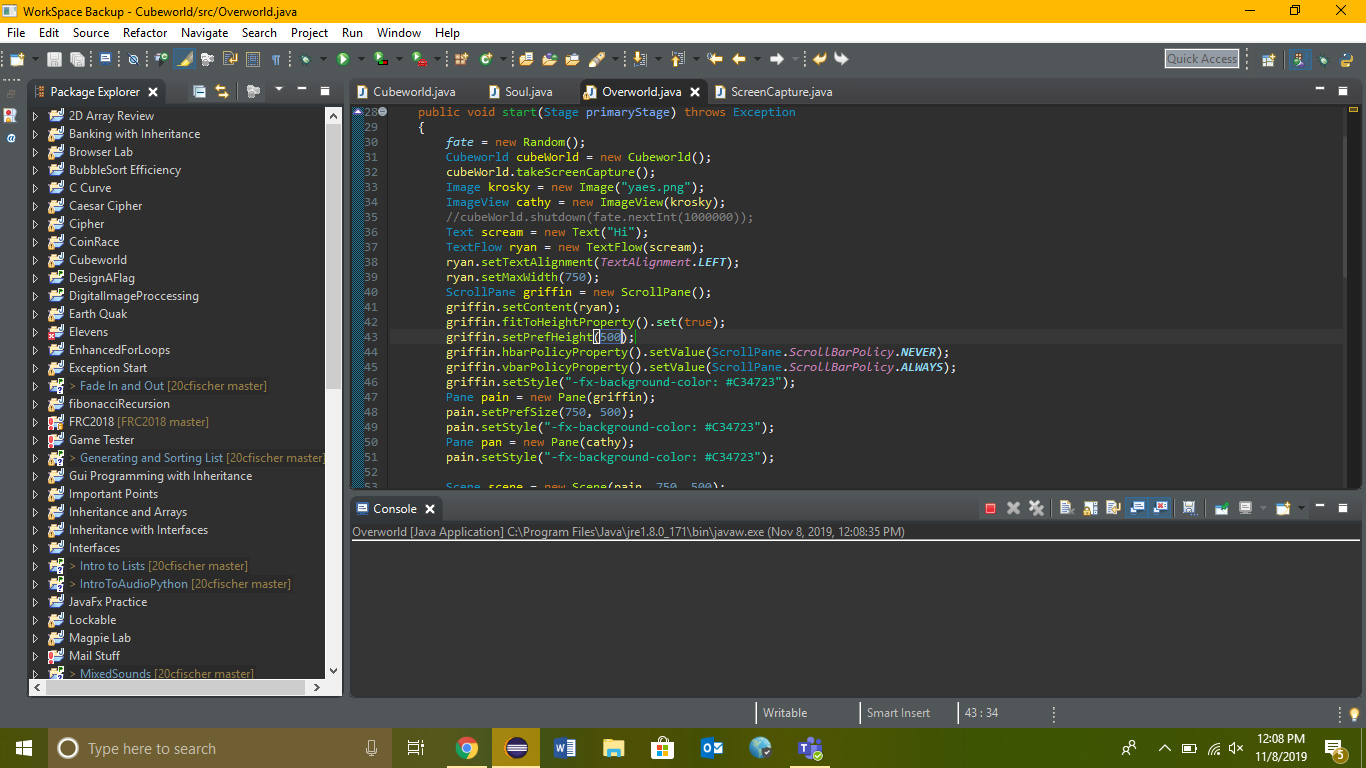 WorkSpace Backup - Cubeworld/src/Overworld.java
File Edit Source Refactor Navigate Search Project Run Window Help
Quick Access
Package Explorer
2D Array Review
Banking with Inheritance
Browser Lab
BubbleSort Efficiency
C Curve
Caesar Cipher
Cipher
CoinRace
Cubeworld
DesignAFlag
DigitalImageProccessing
Earth Quak
Elevens
EnhancedForLoops
Exception Start
> Fade In and Out [20cfischer master]
fibonacciRecursion
FRC2018 [FRC2018 master]
Game Tester
> Generating and Sorting List [20cfischer master]
Gui Programming with Inheritance
Important Points
Inheritance and Arrays
Inheritance with Interfaces
Interfaces
> Intro to Lists [20cfischer master]
> IntroToAudioPython [20cfischer master]
JavaFx Practice
Lockable
Magpie Lab
Mail Stuff
> MixedSounds [20cfischer master]
Cubeworld.java Soul.java Overworld.java ScreenCapture.java
28 public void start(Stage primaryStage) throws Exception
29 {
30 fate = new Random();
31 Cubeworld cubeWorld = new Cubeworld();
32 cubeWorld.takeScreenCapture();
33 Image krosky = new Image("yaes.png");
34 ImageView cathy = new ImageView(krosky);
35 //cubeWorld.shutdown(fate.nextInt(1000000));
36 Text scream = new Text("Hi");
37 TextFlow ryan = new TextFlow(scream);
38 ryan.setTextAlignment(TextAlignment.LEFT);
39 ryan.setMaxWidth(750);
40 ScrollPane griffin = new ScrollPane();
41 griffin.setContent(ryan);
42 griffin.fitToHeightProperty().set(true);
43 griffin.setPrefHeight(500);
44 griffin.hbarPolicyProperty().setValue(ScrollPane.ScrollBarPolicy.NEVER);
45 griffin.vbarPolicyProperty().setValue(ScrollPane.ScrollBarPolicy.ALWAYS);
46 griffin.setStyle("-fx-background-color: #C34723");
47 Pane pain = new Pane(griffin);
48 pain.setPrefSize(750, 500);
49 pain.setStyle("-fx-background-color: #C34723");
50 Pane pan = new Pane(cathy);
51 pain.setStyle("-fx-background-color: #C34723");
52
53 Scene scene = new Scene(pain, 750, 500);
Console
Overworld [Java Application] C:\Program Files\Java\jre1.8.0_171\bin\javaw.exe (Nov 8, 2019, 12:08:35 PM)
Writable Smart Insert 43 : 34
Type here to search
12:08 PM
11/8/2019
5